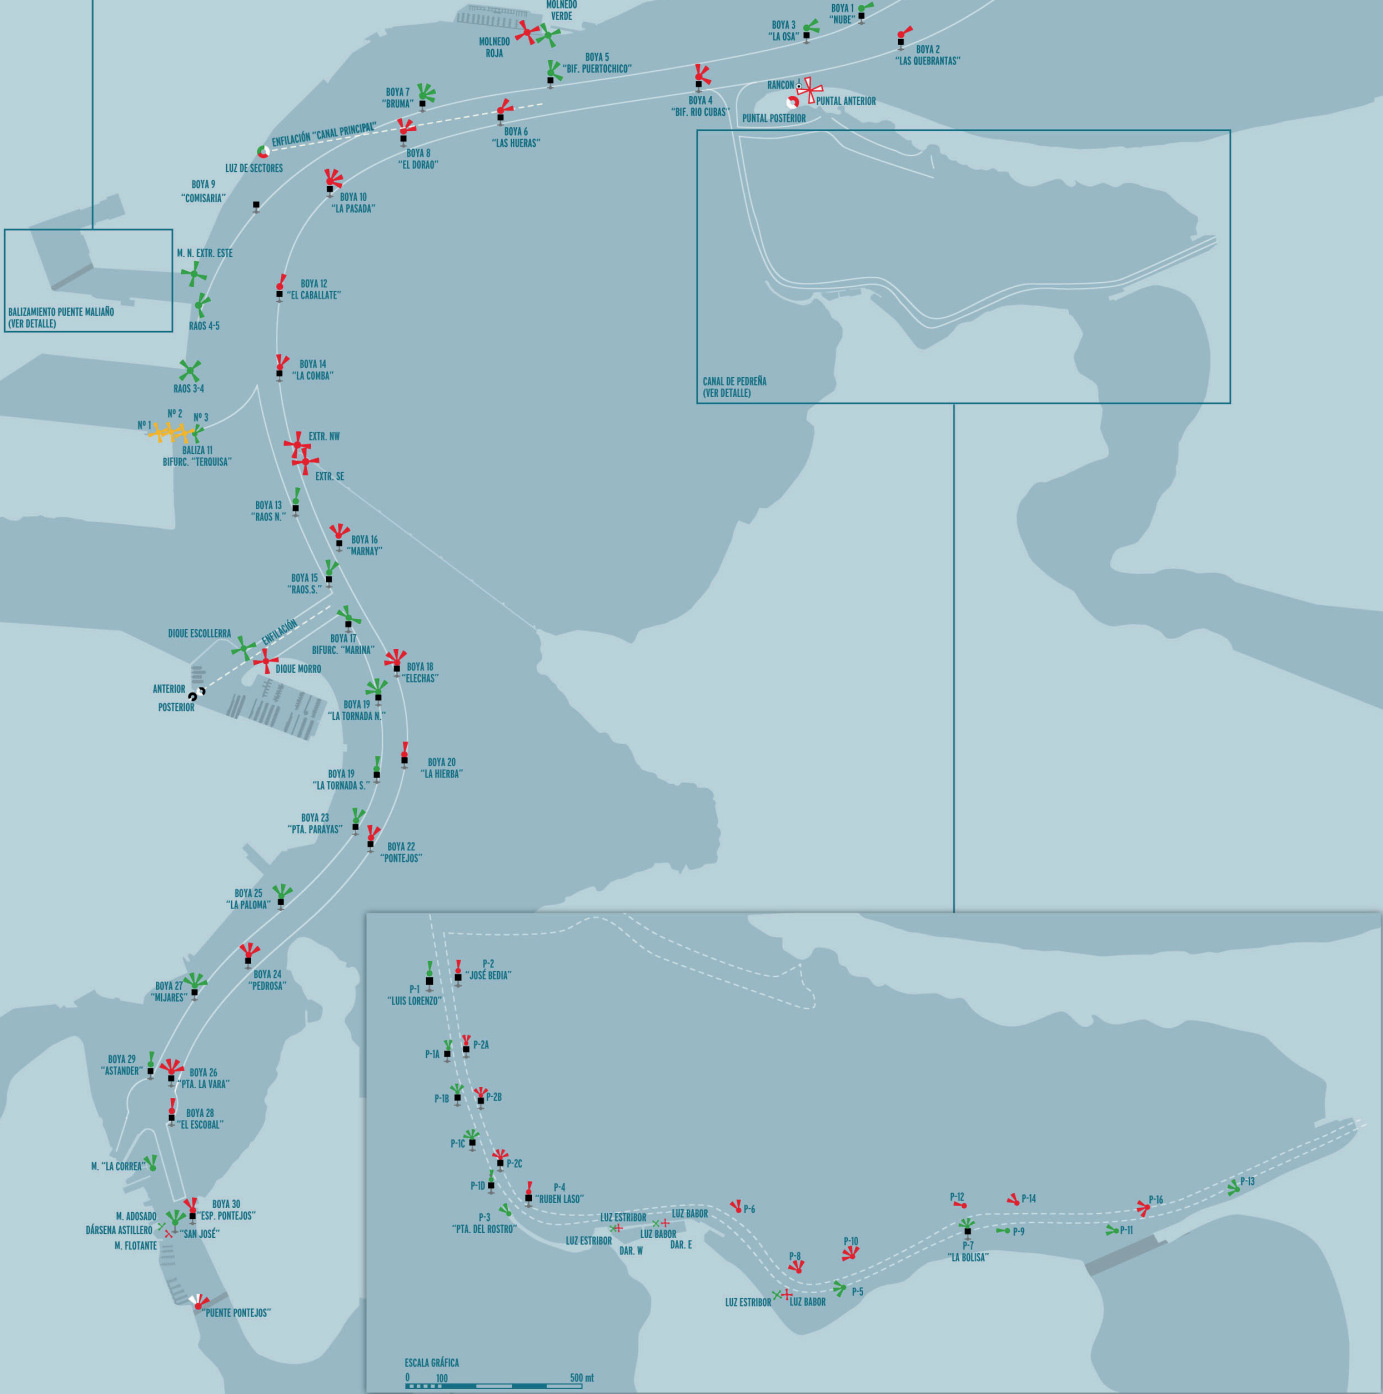 MOLNEDO
VERDE
MOLNEDO
ROJA
BOYA 1
"NUBE"
BOYA 3
"LA OSA"
BOYA 2
"LAS QUEBRANTAS"
BOYA 5
"BIF. PUERTOCHICO"
BOYA 7
"BRUMA"
BOYA 4
"BIF. RIO CUBAS"
RANCON
PUNTAL ANTERIOR
PUNTAL POSTERIOR
ENFILACIÓN "CANAL PRINCIPAL"
BOYA 6
"LAS HUERAS"
BOYA 8
"EL DORAO"
LUZ DE SECTORES
BOYA 9
"COMISARIA"
BOYA 10
"LA PASADA"
M. N. EXTR. ESTE
BOYA 12
"EL CABALLATE"
BALIZAMIENTO PUENTE MALIAÑO
(VER DETALLE)
RAOS 4-5
BOYA 14
"LA COMBA"
RAOS 3-4
CANAL DE PEDREÑA
(VER DETALLE)
Nº 1
Nº 2
Nº 3
BALIZA 11
BIFURC. "TERQUISA"
EXTR. NW
EXTR. SE
BOYA 13
"RAOS N."
BOYA 16
"MARNAY"
BOYA 15
"RAOS.S."
DIQUE ESCOLLERRA
ENFILACIÓN
BOYA 17
BIFURC. "MARINA"
DIQUE MORRO
BOYA 18
"ELECHAS"
ANTERIOR
POSTERIOR
BOYA 19
"LA TORNADA N."
BOYA 20
"LA HIERBA"
BOYA 19
"LA TORNADA S."
BOYA 23
"PTA. PARAYAS"
BOYA 22
"PONTEJOS"
BOYA 25
"LA PALOMA"
BOYA 24
"PEDROSA"
BOYA 27
"MIJARES"
BOYA 29
"ASTANDER"
BOYA 26
"PTA. LA VARA"
BOYA 28
"EL ESCOBAL"
M. "LA CORREA"
BOYA 30
"ESP. PONTEJOS"
M. ADOSADO
DÁRSENA ASTILLERO
"SAN JOSÉ"
M. FLOTANTE
"PUENTE PONTEJOS"
P-1
"LUIS LORENZO"
P-2
"JOSÉ BEDIA"
P-1A
P-2A
P-1B
P-2B
P-1C
P-2C
P-1D
P-4
"RUBEN LASO"
P-3
"PTA. DEL ROSTRO"
LUZ ESTRIBOR
LUZ BABOR
LUZ ESTRIBOR
LUZ BABOR
DAR. W
DAR. E
P-6
P-8
P-10
LUZ ESTRIBOR
LUZ BABOR
P-5
P-12
P-14
P-7
"LA BOLISA"
P-9
P-16
P-11
P-13
ESCALA GRÁFICA
0 100 500 mt